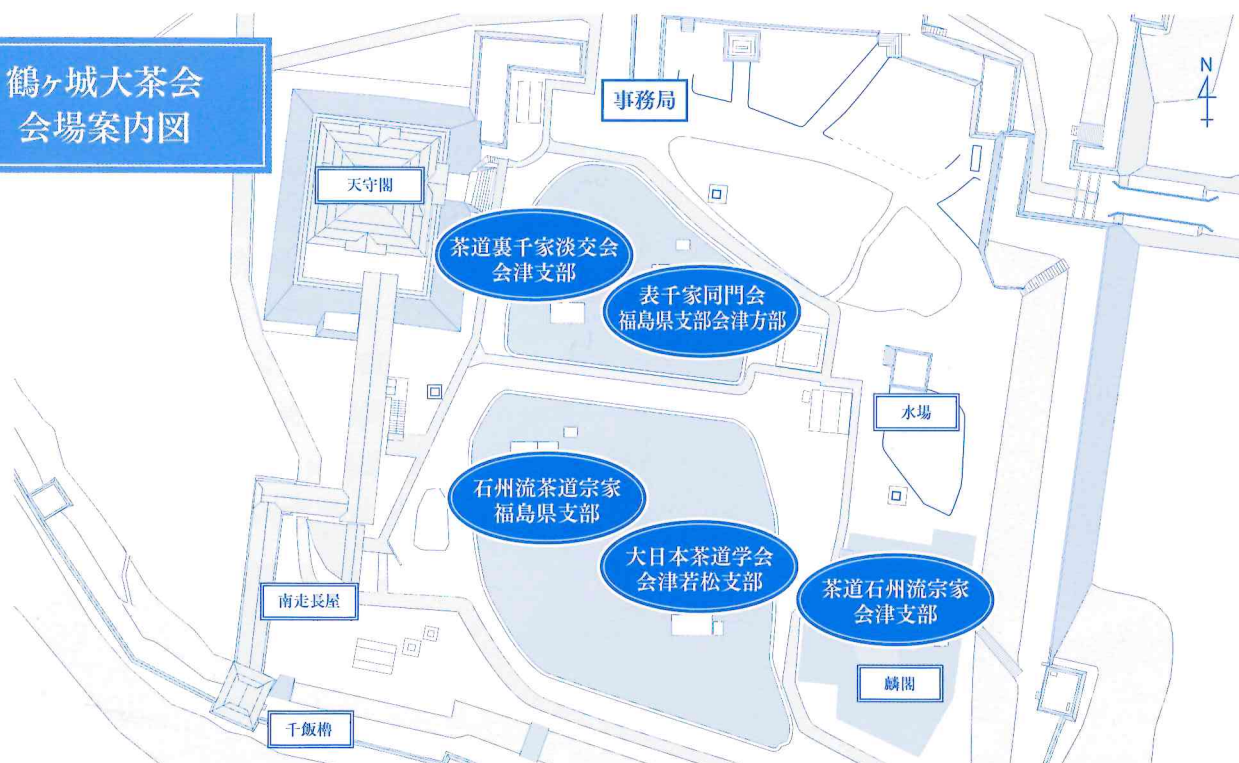 鶴ヶ城大茶会
会場案内図
事務局
N
天守閣
茶道裏千家淡交会
会津支部
表千家同門会
福島県支部会津方部
水場
石州流茶道宗家
福島県支部
大日本茶道学会
会津若松支部
茶道石州流宗家
会津支部
南走長屋
麟閣
千飯櫓